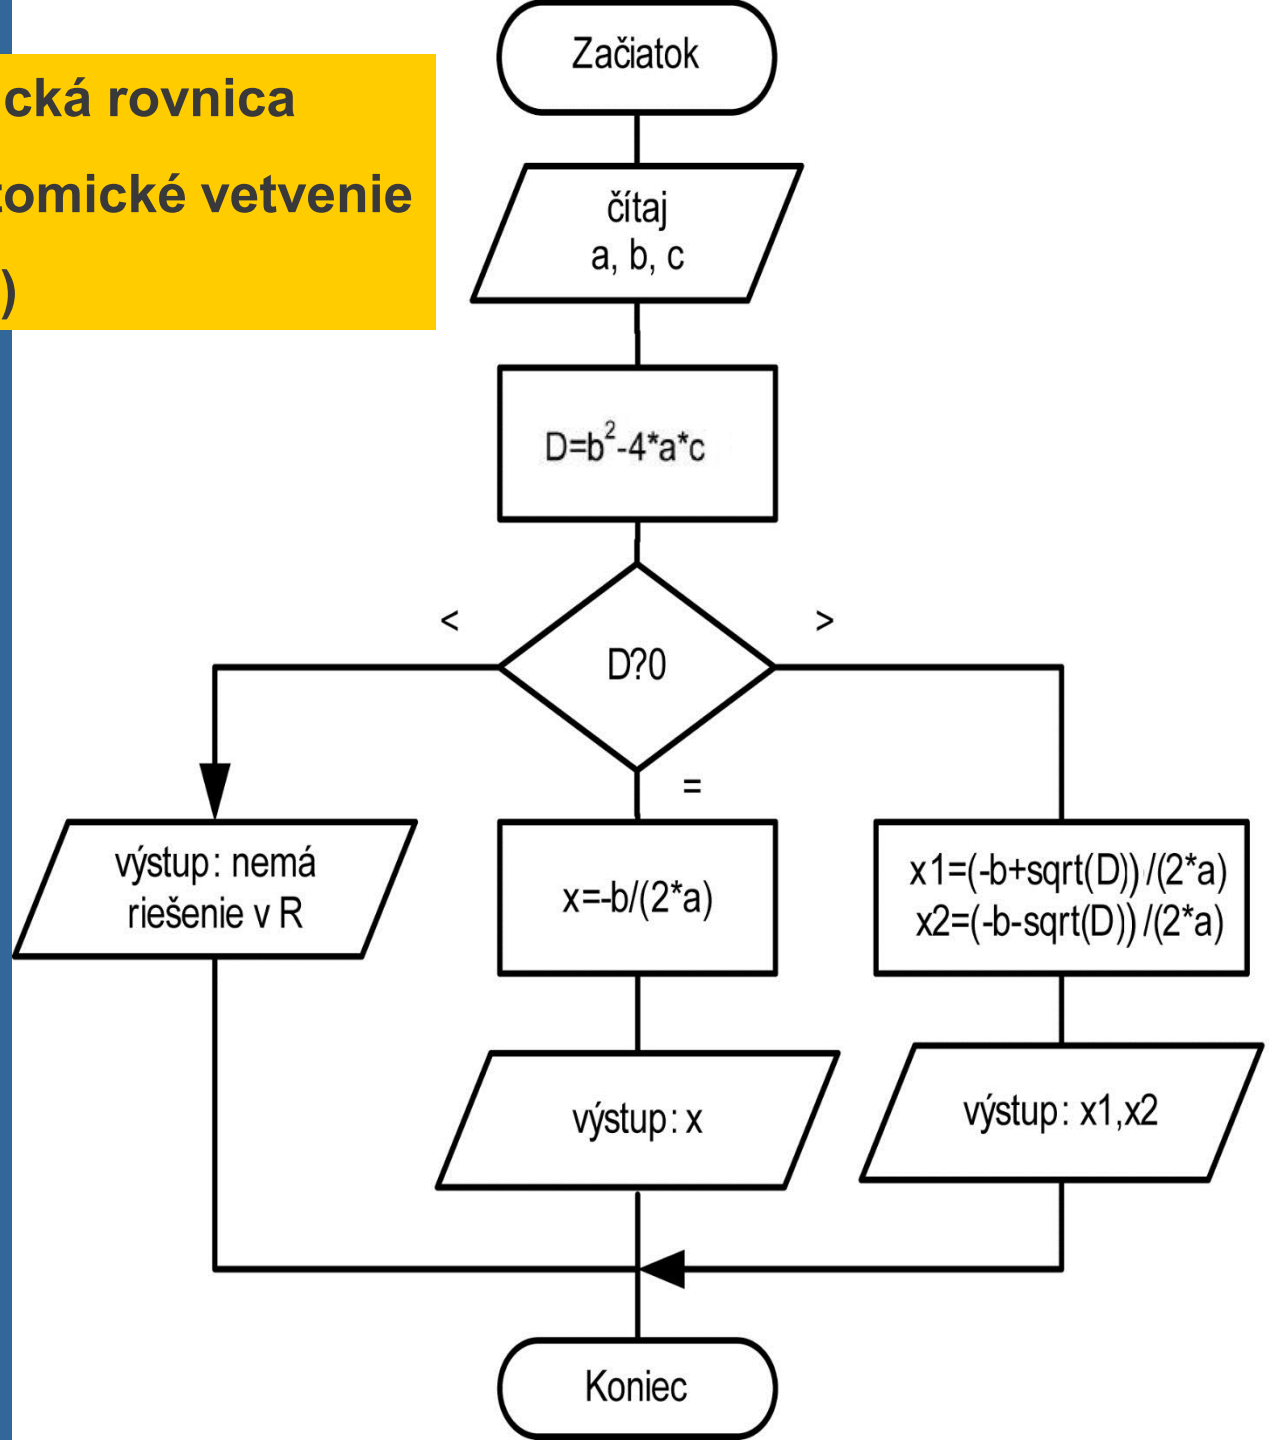 cká rovnica
tomické vetvenie
)
Začiatok
čítaj
a, b, c
D=b²-4*a*c
<
>
D?0
=
výstup: nemá
riešenie v R
x=-b/(2*a)
x1=(-b+sqrt(D))/(2*a)
x2=(-b-sqrt(D))/(2*a)
výstup: x
výstup: x1,x2
Koniec